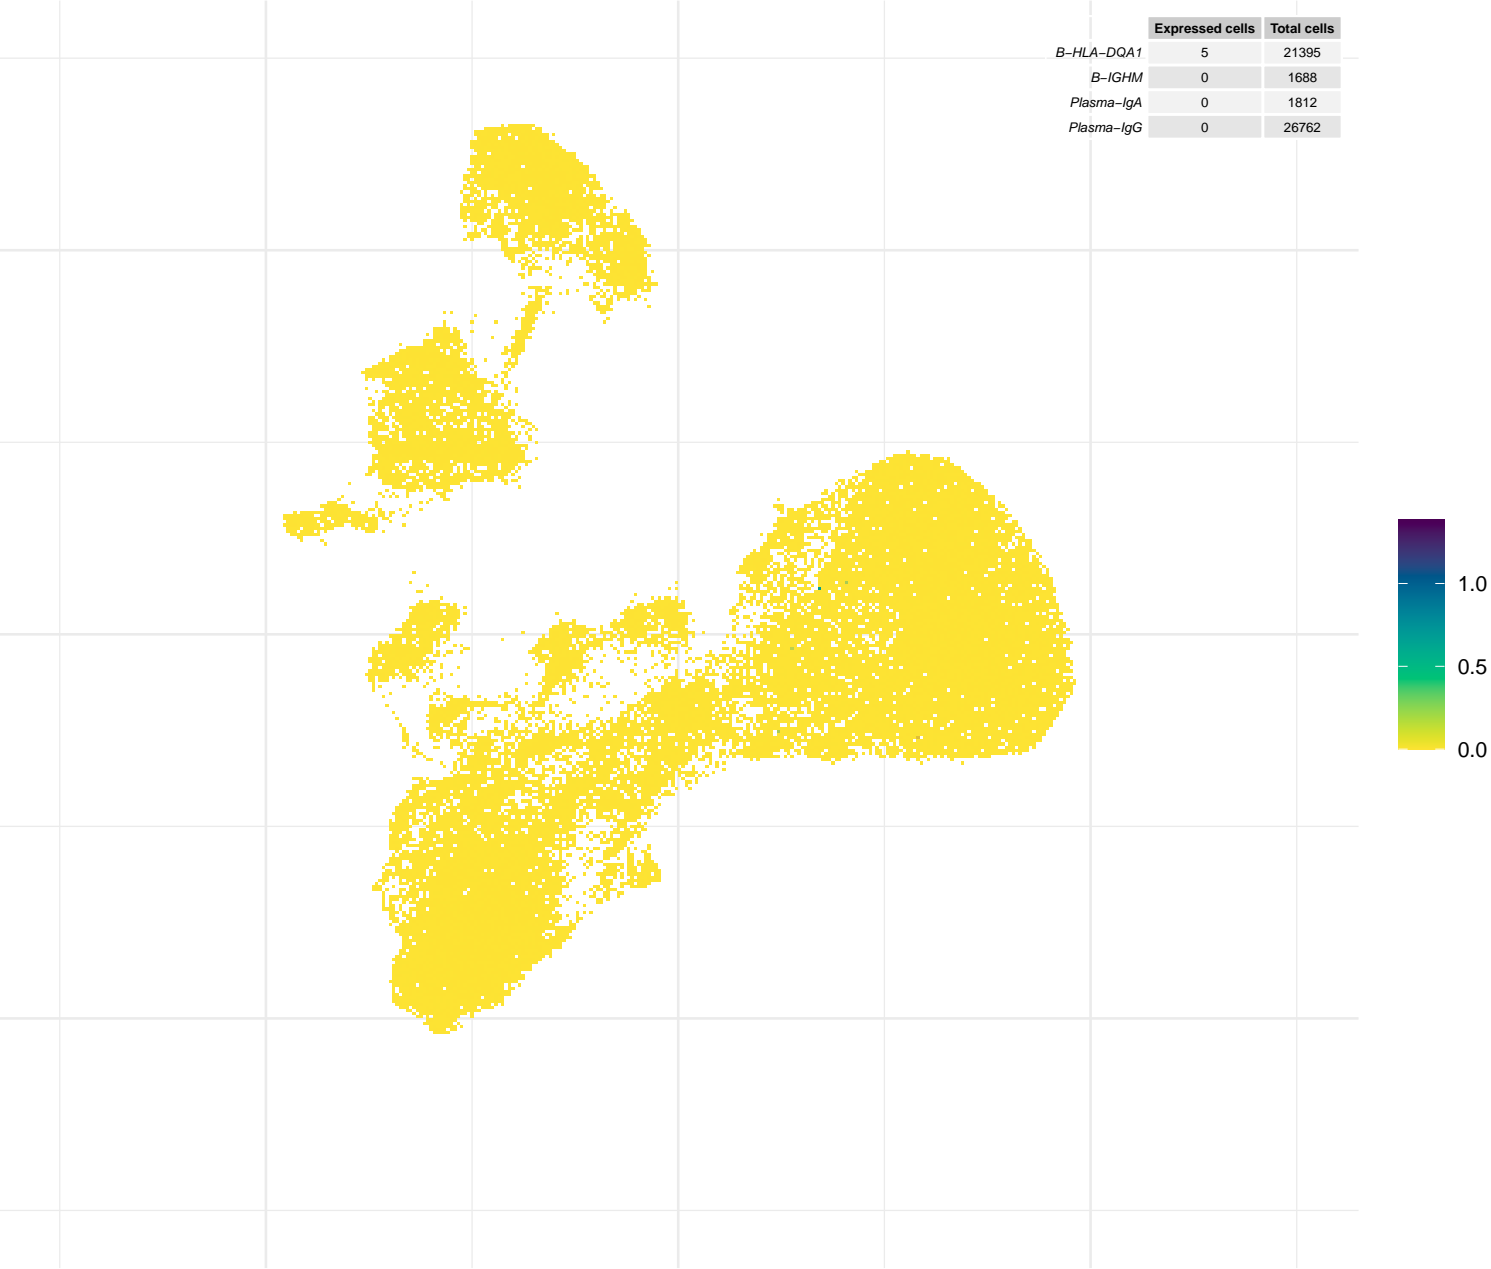 Expressed cells Total cells
B−HLA−DQA1 5 21395
B−IGHM 0 1688
Plasma−IgA 0 1812
Plasma−IgG 0 26762
1.0
0.5
0.0